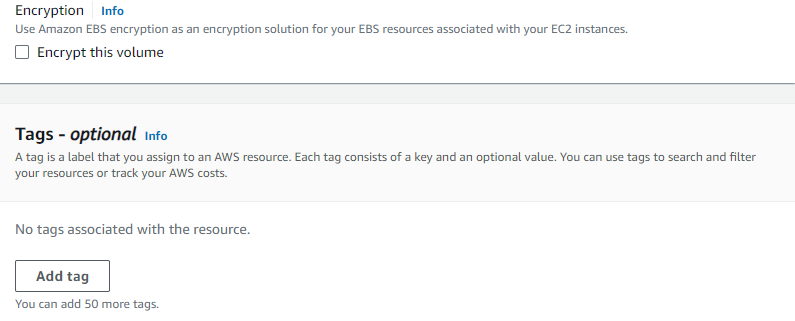 Encryption Info
Use Amazon EBS encryption as an encryption solution for your EBS resources associated with your EC2 instances.
Encrypt this volume
Tags - optional Info
A tag is a label that you assign to an AWS resource. Each tag consists of a key and an optional value. You can use tags to search and filter
your resources or track your AWS costs.
No tags associated with the resource.
Add tag
You can add 50 more tags.